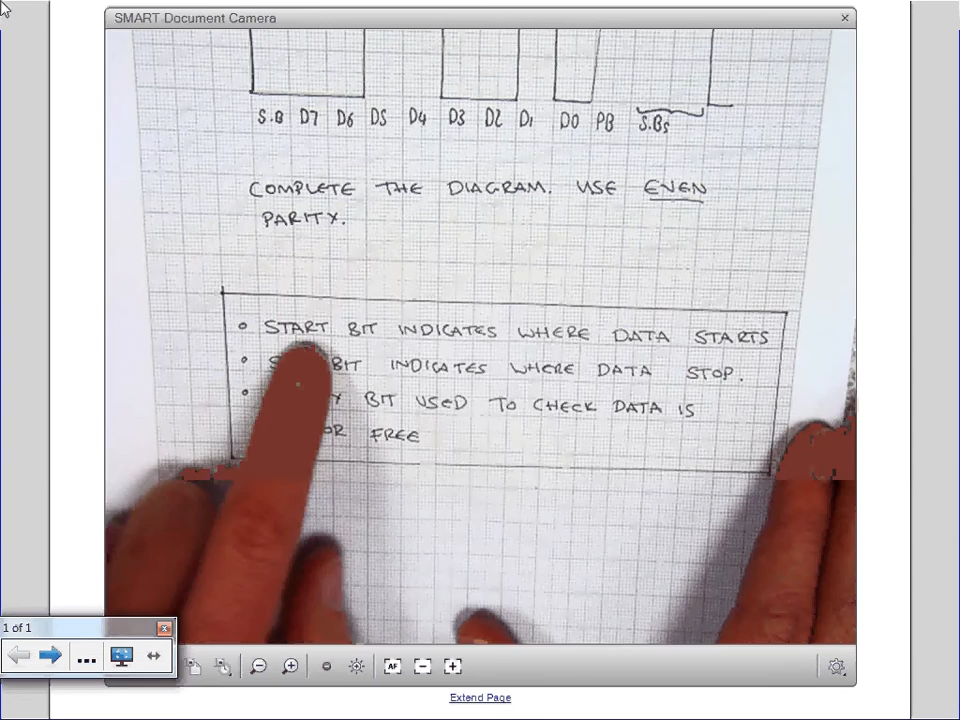 SMART Document Camera
S.B D7 D6 D5 D4 D3 D2 D1 D0 PB S.Bs
COMPLETE THE DIAGRAM. USE EVEN
PARITY.
• START BIT INDICATES WHERE DATA STARTS
• BIT INDICATES WHERE DATA STOP.
• BIT USED TO CHECK DATA IS
FREE
1 of 1
...
AF
Extend Page